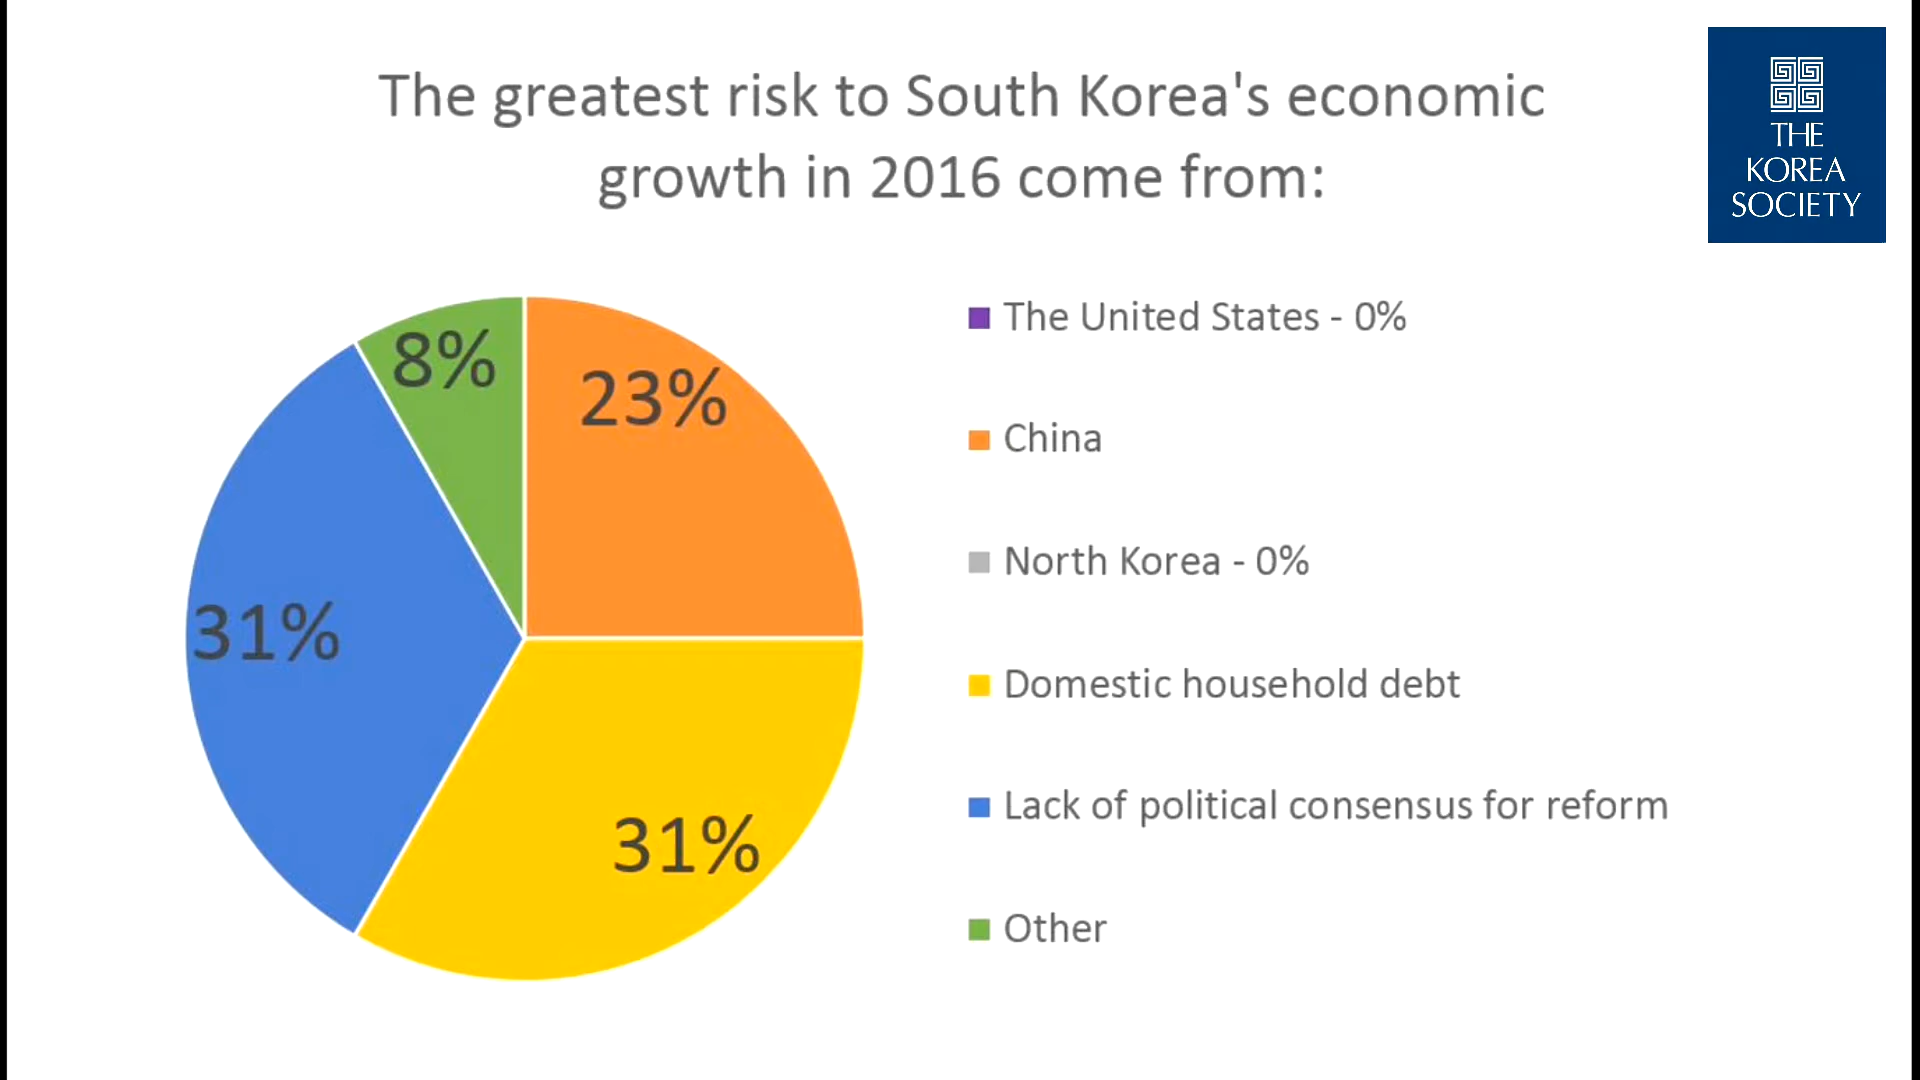 The greatest risk to South Korea's economic
growth in 2016 come from:
THE
KOREA
SOCIETY
8%
23%
31%
31%
The United States - 0%
China
North Korea - 0%
Domestic household debt
Lack of political consensus for reform
Other